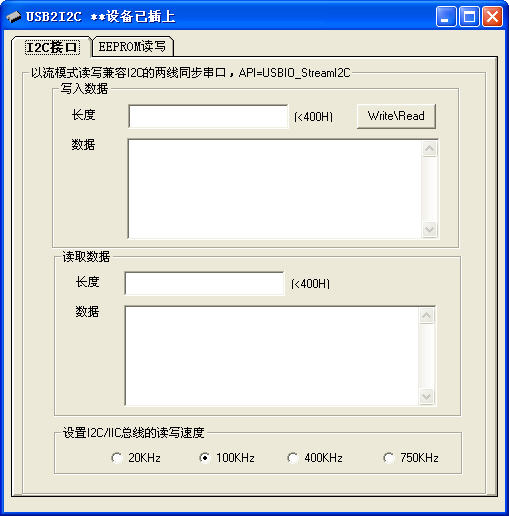 USB2I2C **设备已插上
I2C接口 EEPROM读写
以流模式读写兼容I2C的两线同步串口，API=USBIO_StreamI2C
写入数据
长度 (<400H) Write\Read
数据
读取数据
长度 (<400H)
数据
设置I2C/IIC总线的读写速度
20KHz 100KHz 400KHz 750KHz